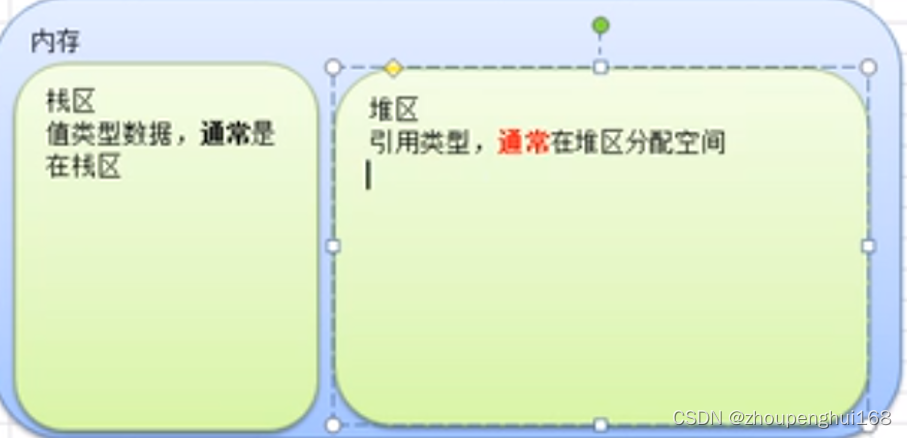 内存
栈区
值类型数据，通常是
在栈区
堆区
引用类型，通常在堆区分配空间
CSDN @zhoupenghui168